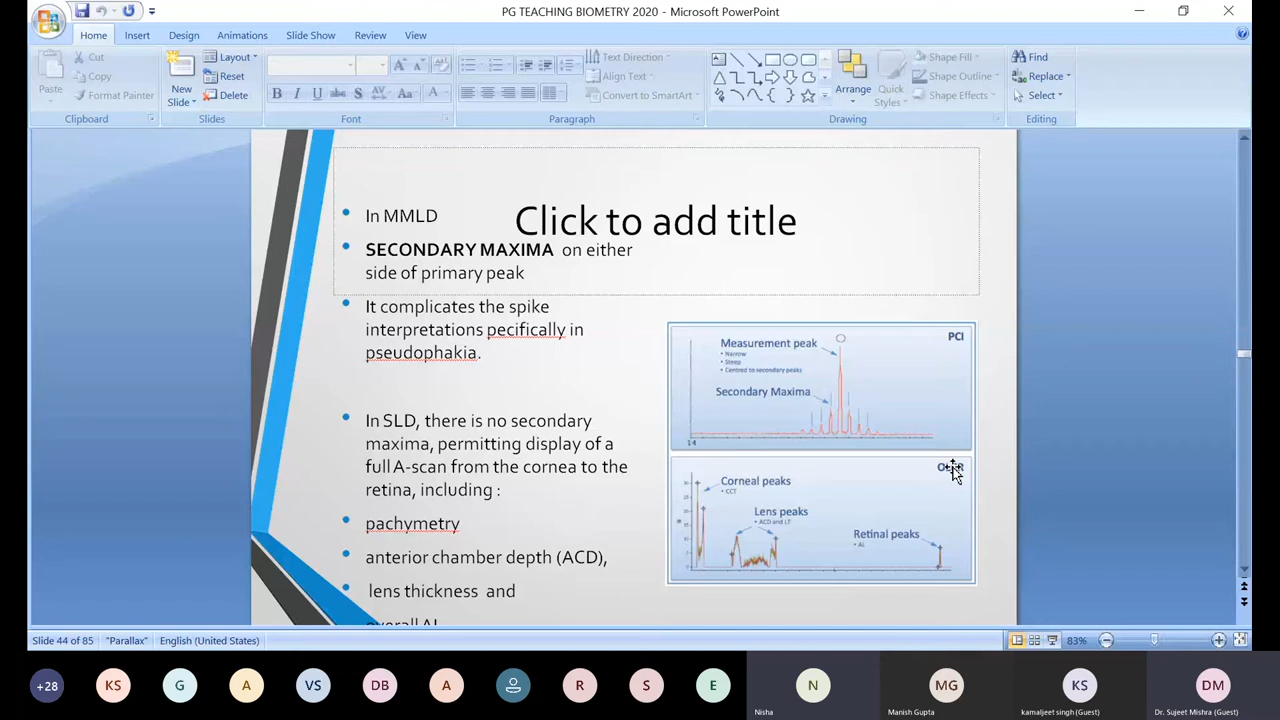 PG TEACHING BIOMETRY 2020 - Microsoft PowerPoint
Home Insert Design Animations Slide Show Review View
Cut
Copy
Format Painter
Paste
Clipboard
New
Slide
Layout
Reset
Delete
Slides
B I U abc S AV Aa A
Font
Text Direction
Align Text
Convert to SmartArt
Paragraph
Arrange
Quick
Styles
Shape Fill
Shape Outline
Shape Effects
Drawing
Find
Replace
Select
Editing
Click to add title
In MMLD
SECONDARY MAXIMA on either
side of primary peak
It complicates the spike
interpretations pecifically in
pseudophakia.
In SLD, there is no secondary
maxima, permitting display of a
full A-scan from the cornea to the
retina, including :
pachymetry
anterior chamber depth (ACD),
lens thickness and
overall AL
PCI
Measurement peak
Narrow
Steep
Centred to secondary peaks
Secondary Maxima
14
Corneal peaks
CCT
Lens peaks
ACD and LT
Retinal peaks
AL
Slide 44 of 85 "Parallax" English (United States) 83%
+28 KS G A VS DB A R S E N MG KS DM
Nisha Manish Gupta kamaljeet singh (Guest) Dr. Sujeet Mishra (Guest)